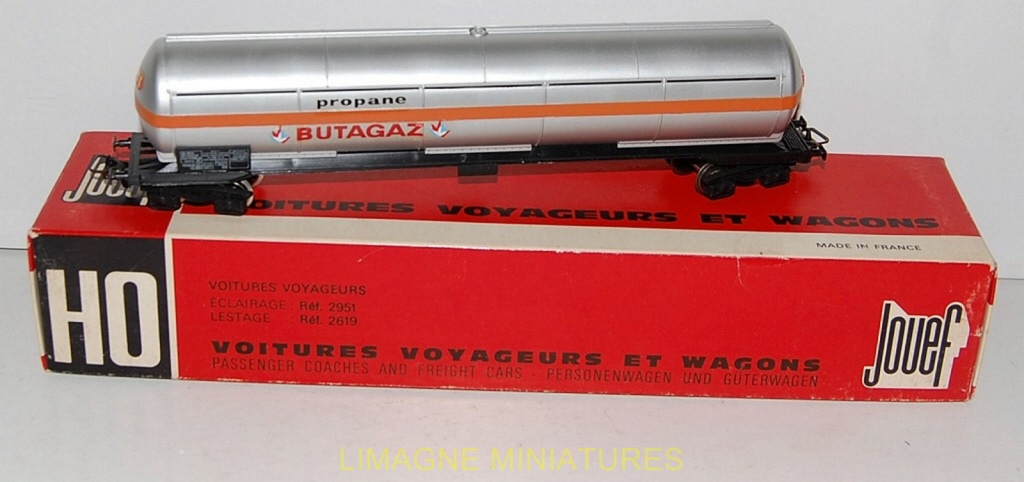 propane
BUTAGAZ
Jouef
VOITURES VOYAGEURS ET WAGONS
MADE IN FRANCE
HO
VOITURES VOYAGEURS
ÉCLAIRAGE : Réf. 2951
LESTAGE : Réf. 2619
VOITURES VOYAGEURS ET WAGONS
PASSENGER COACHES AND FREIGHT CARS - PERSONENWAGEN UND GÜTERWAGEN
Jouef
LIMAGNE MINIATURES